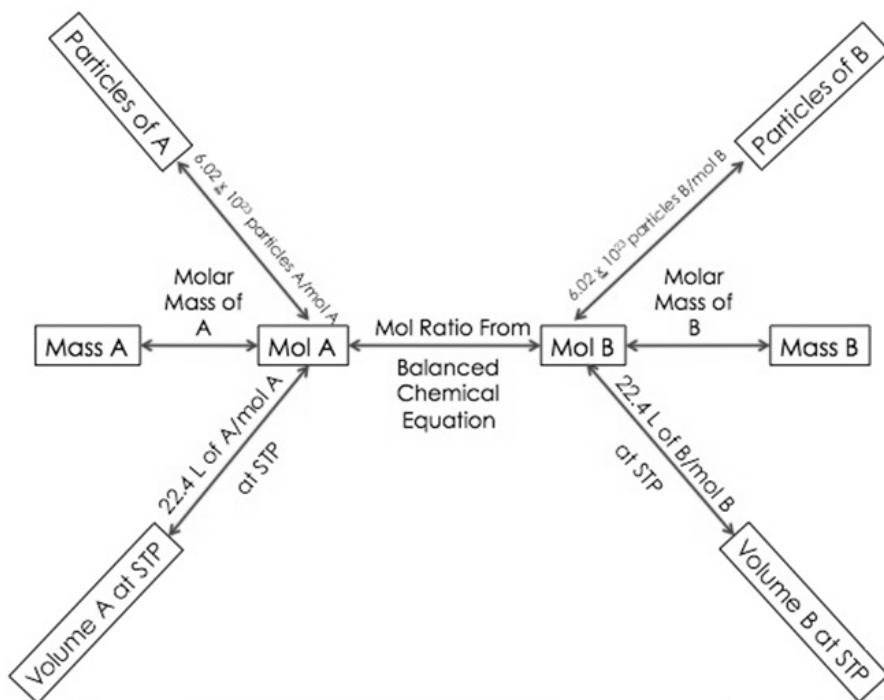 Particles of A
Particles of B
6.02 x 10²³ particles A/mol A
6.02 x 10²³ particles B/mol B
Molar
Mass of
A
Molar
Mass of
B
Mass A
Mol A
Mol Ratio From
Balanced
Chemical
Equation
Mol B
Mass B
22.4 L of A/mol A
at STP
22.4 L of B/mol B
at STP
Volume A at STP
Volume B at STP